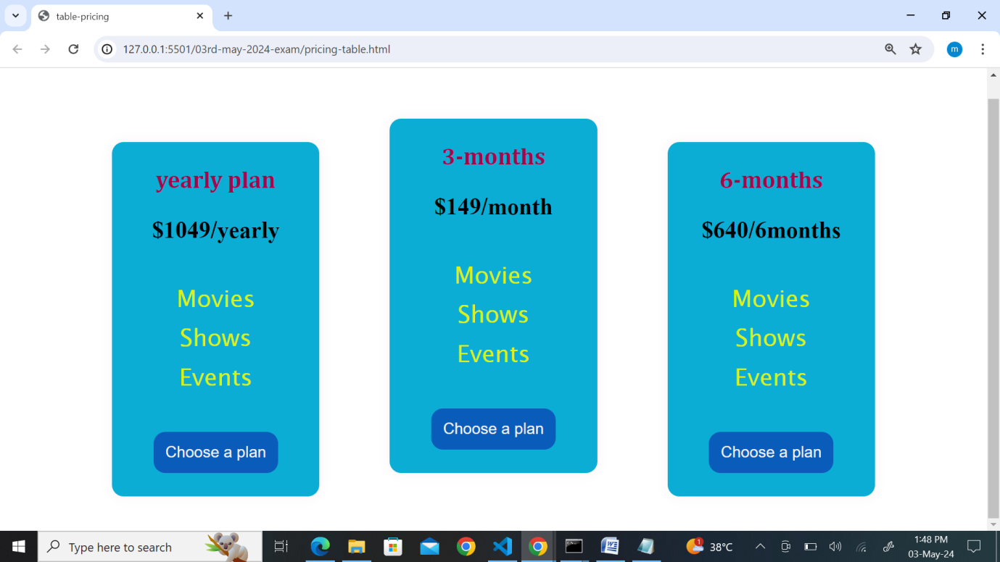 table-pricing
127.0.0.1:5501/03rd-may-2024-exam/pricing-table.html
m
yearly plan
$1049/yearly
Movies
Shows
Events
Choose a plan
3-months
$149/month
Movies
Shows
Events
Choose a plan
6-months
$640/6months
Movies
Shows
Events
Choose a plan
Type here to search
W
1
38°C
1:48 PM
03-May-24